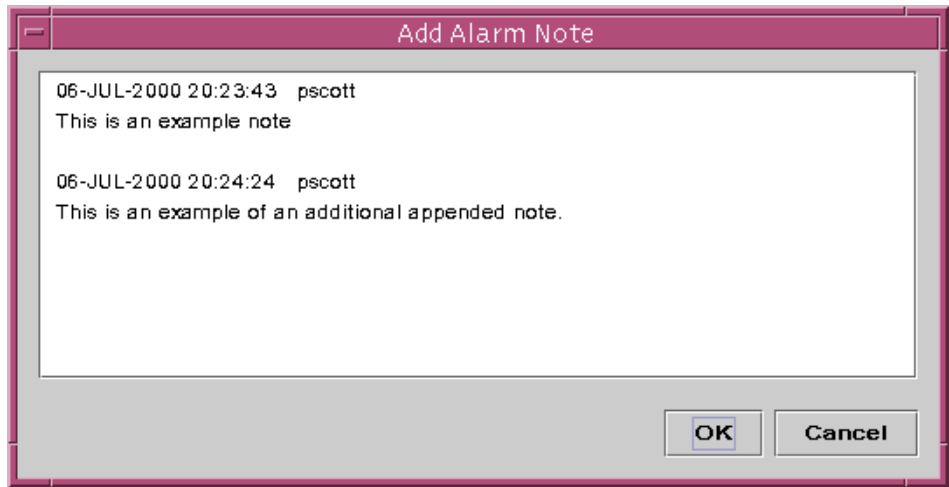 Add Alarm Note
06-JUL-2000 20:23:43 pscott
This is an example note
06-JUL-2000 20:24:24 pscott
This is an example of an additional appended note.
OK Cancel